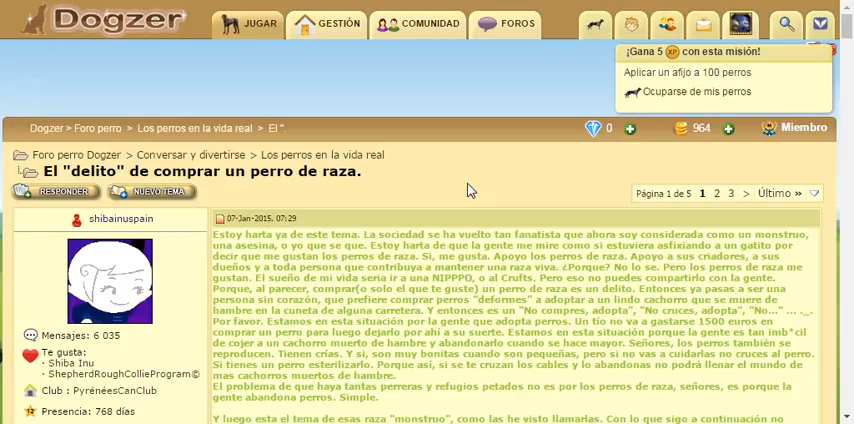 Dogzer
JUGAR
GESTIÓN
COMUNIDAD
FOROS
¡Gana 5 XP con esta misión!
Aplicar un afijo a 100 perros
Ocuparse de mis perros
Dogzer > Foro perro > Los perros en la vida real > El ".
0
964
Miembro
Foro perro Dogzer > Conversar y divertirse > Los perros en la vida real
El "delito" de comprar un perro de raza.
RESPONDER
NUEVO TEMA
Página 1 de 5 1 2 3 > Último »
shibainuspain
07-Jan-2015, 07:29
Estoy harta ya de este tema. La sociedad se ha vuelto tan fanatista que ahora soy considerada como un monstruo,
una asesina, o yo que se que. Estoy harta de que la gente me mire como si estuviera asfixiando a un gatito por
decir que me gustan los perros de raza. Si, me gusta. Apoyo los perros de raza. Apoyo a sus criadores, a sus
dueños y a toda persona que contribuya a mantener una raza viva. ¿Porque? No lo se. Pero los perros de raza me
gustan. El sueño de mi vida seria ir a una NIPPPO, o al Crufts. Pero eso no puedes compartirlo con la gente.
Porque, al parecer, comprar(o solo el que te guste) un perro de raza es un delito. Entonces ya pasas a ser una
persona sin corazón, que prefiere comprar perros "deformes" a adoptar a un lindo cachorro que se muere de
hambre en la cuneta de alguna carretera. Y entonces es un "No compres, adopta", "No cruces, adopta", "No..." ... ._.
Por favor. Estamos en esta situación por la gente que adopta perros. Un tío no va a gastarse 1500 euros en
comprar un perro para luego dejarlo por ahi a su suerte. Estamos en esta situación porque la gente es tan imb*cil
de cojer a un cachorro muerto de hambre y abandonarlo cuando se hace mayor. Señores, los perros también se
reproducen. Tienen crías. Y si, son muy bonitas cuando son pequeñas, pero si no vas a cuidarlas no cruces al perro.
Si tienes un perro esterilizarlo. Porque así, si se te cruzan los cables y lo abandonas no podrá llenar el mundo de
mas cachorros muertos de hambre.
El problema de que haya tantas perreras y refugios petados no es por los perros de raza, señores, es porque la
gente abandona perros. Simple.
Y luego esta el tema de esas raza "monstruo", como las he visto llamarlas. Con lo que sigo a continuación no
Mensajes: 6 035
Te gusta:
· Shiba Inu
· ShepherdRoughCollieProgram©
Club : PyrénéesCanClub
Presencia: 768 días